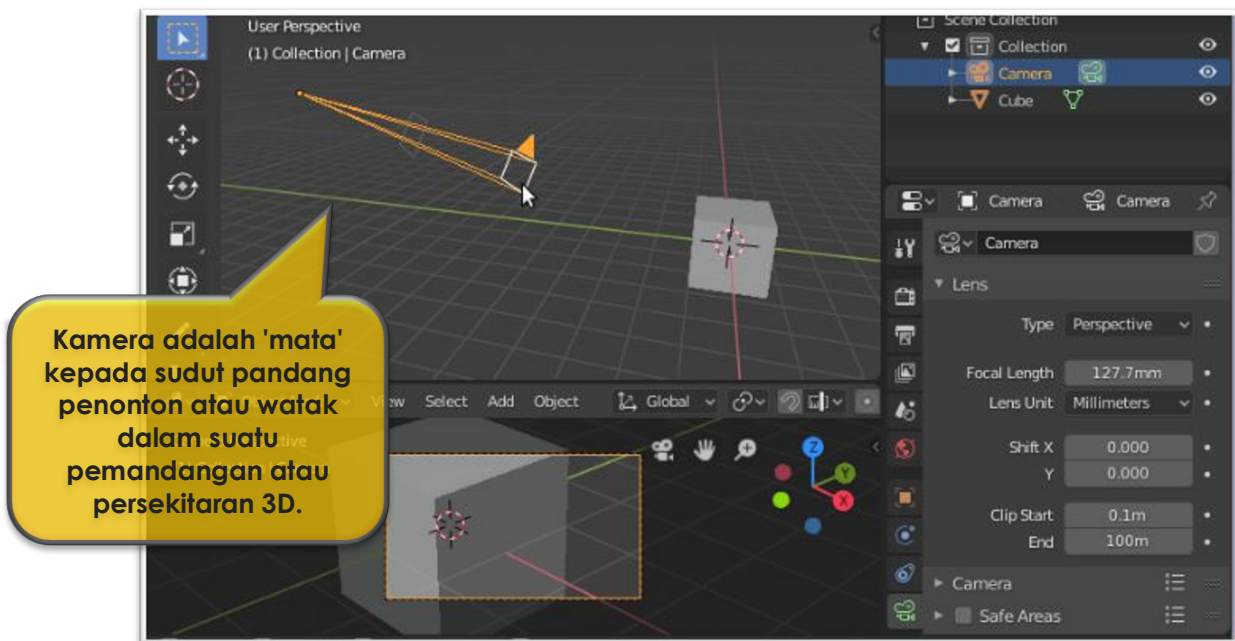 User Perspective
(1) Collection | Camera
Scene Collection
Collection
Camera
Cube
Camera Camera
Camera
Lens
Type Perspective
Focal Length 127.7mm
Lens Unit Millimeters
Shift X 0.000
Y 0.000
Clip Start 0.1m
End 100m
Camera
Safe Areas
Select Add Object Global
Z
Y
X
Kamera adalah 'mata'
kepada sudut pandang
penonton atau watak
dalam suatu
pemandangan atau
persekitaran 3D.